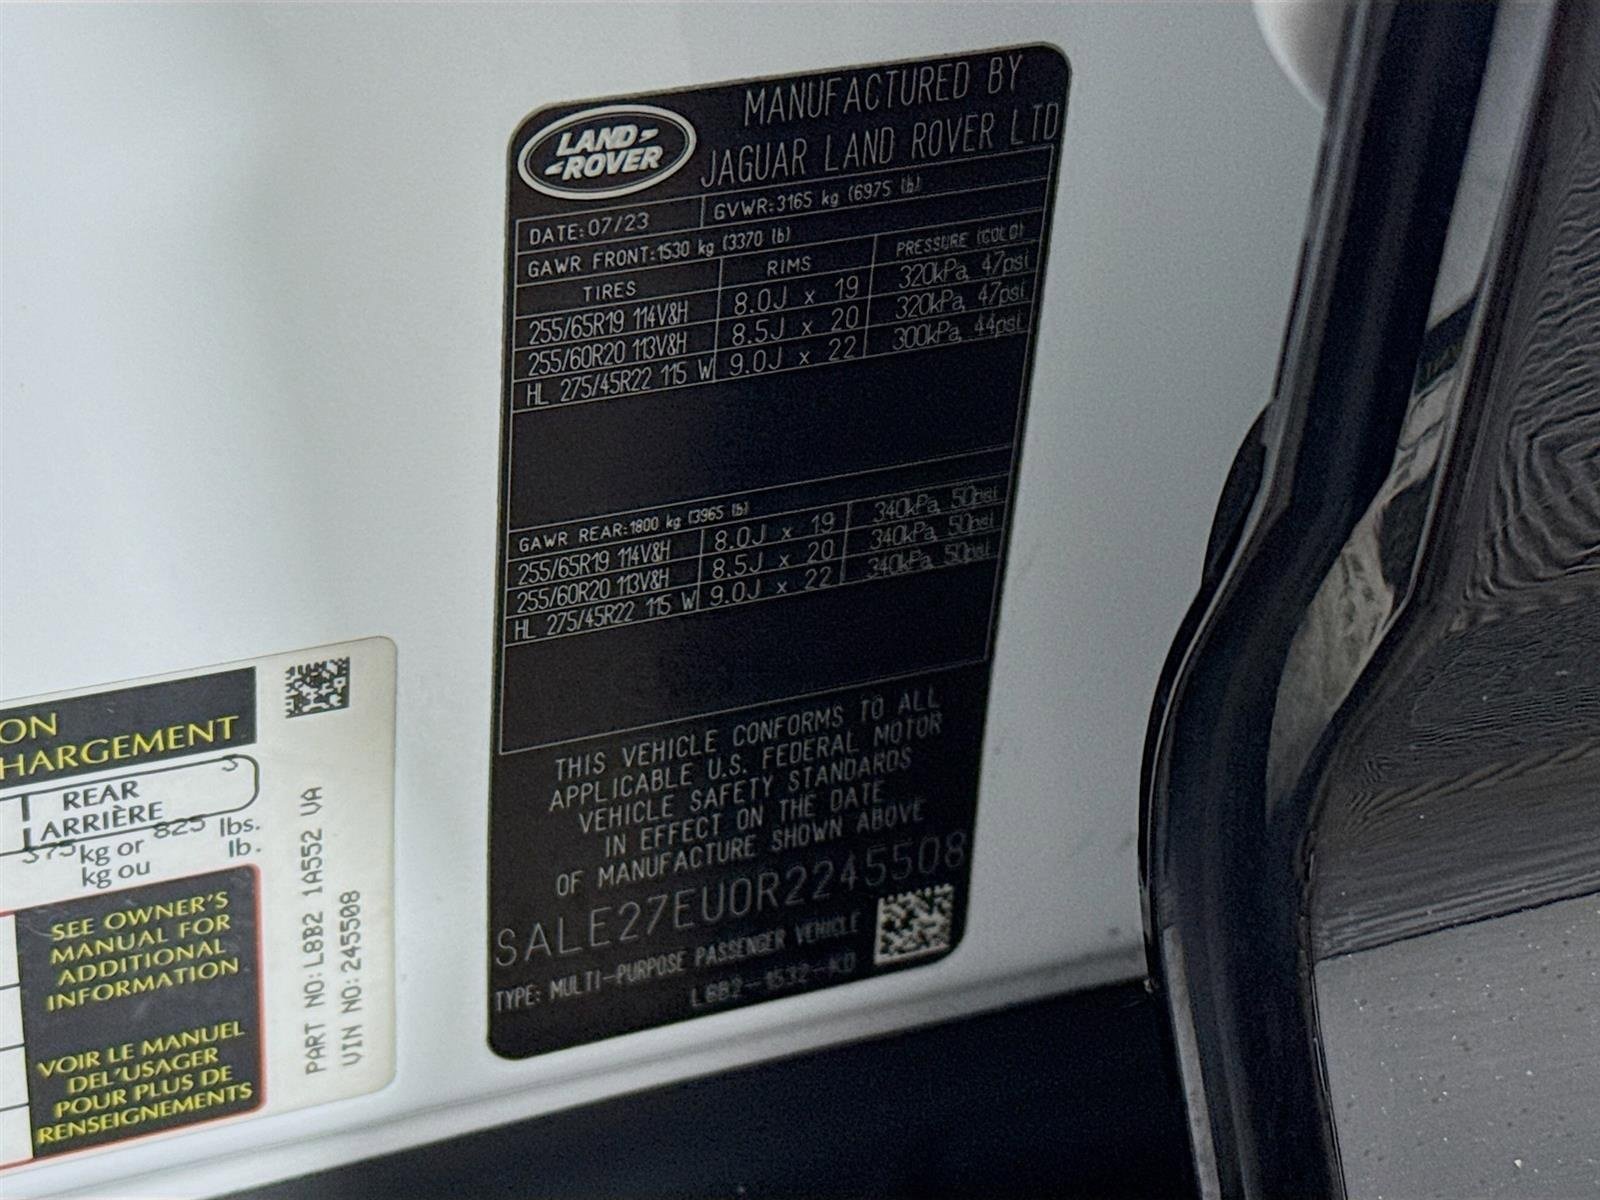 LAND-
-ROVER
MANUFACTURED BY
JAGUAR LAND ROVER LTD
DATE:07/23 GVWR:3165 kg (6975 lb)
GAWR FRONT:1530 kg (3370 lb)
TIRES RIMS PRESSURE (COLD)
255/65R19 114V&H 8.0J x 19 320kPa, 47psi
255/60R20 113V&H 8.5J x 20 320kPa, 47psi
HL 275/45R22 115 W 9.0J x 22 300kPa, 44psi
GAWR REAR:1800 kg (3965 lb)
255/65R19 114V&H 8.0J x 19 340kPa, 50psi
255/60R20 113V&H 8.5J x 20 340kPa, 50psi
HL 275/45R22 115 W 9.0J x 22 340kPa, 50psi
THIS VEHICLE CONFORMS TO ALL
APPLICABLE U.S. FEDERAL MOTOR
VEHICLE SAFETY STANDARDS
IN EFFECT ON THE DATE
OF MANUFACTURE SHOWN ABOVE
SALE27EU0R2245508
TYPE: MULTI-PURPOSE PASSENGER VEHICLE
L8B2-1532-KD
ON
HARGEMENT
REAR 3
ARRIÈRE
375 kg or 825 lbs.
kg ou lb.
SEE OWNER'S
MANUAL FOR
ADDITIONAL
INFORMATION
VOIR LE MANUEL
DEL'USAGER
POUR PLUS DE
RENSEIGNEMENTS
PART NO:L8B2 1A552 VA
VIN NO:245508